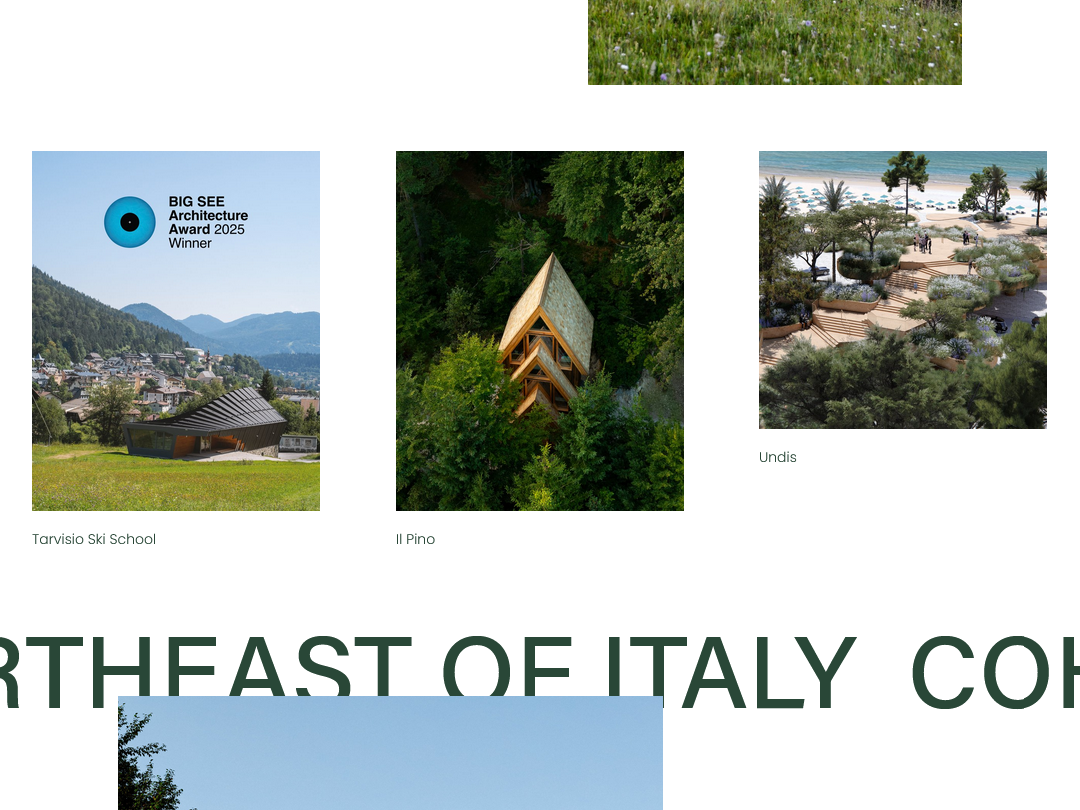 BIG SEE
Architecture
Award 2025
Winner
Undis
Tarvisio Ski School
Il Pino
RTHEAST OF ITALY COH